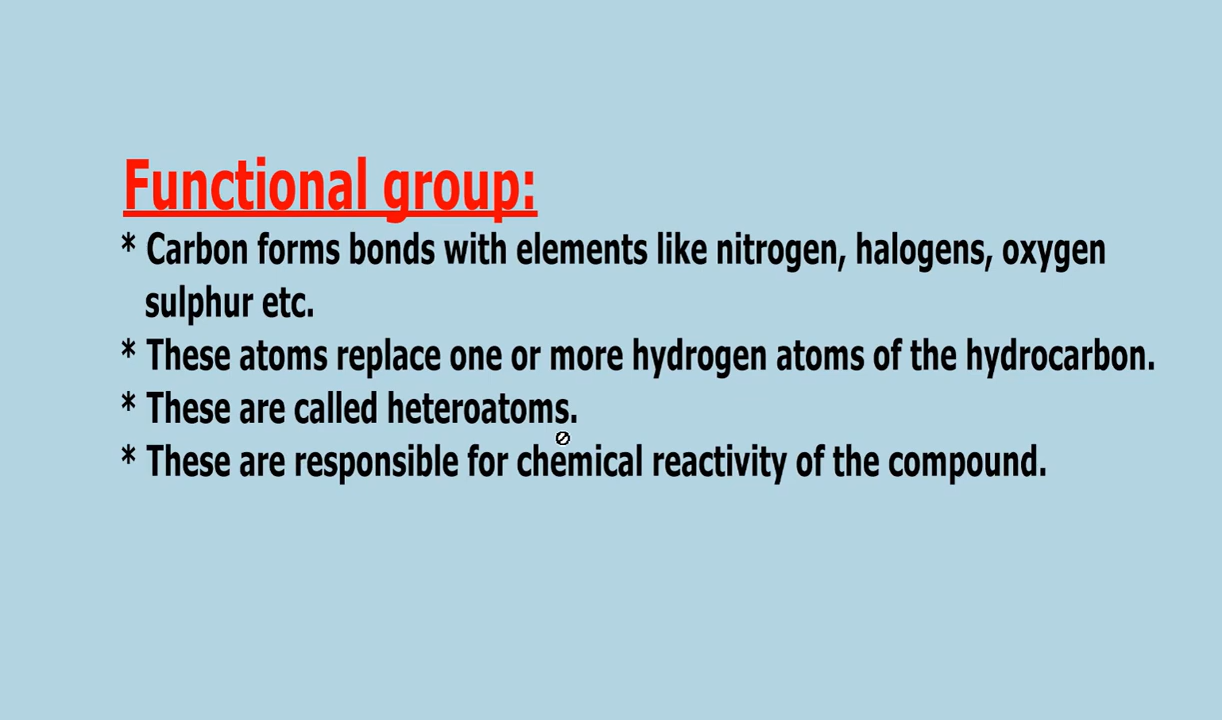 Functional group:
* Carbon forms bonds with elements like nitrogen, halogens, oxygen
sulphur etc.
* These atoms replace one or more hydrogen atoms of the hydrocarbon.
* These are called heteroatoms.
* These are responsible for chemical reactivity of the compound.